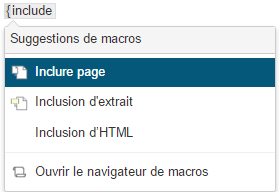 {include
Suggestions de macros
Inclure page
Inclusion d'extrait
Inclusion d'HTML
Ouvrir le navigateur de macros